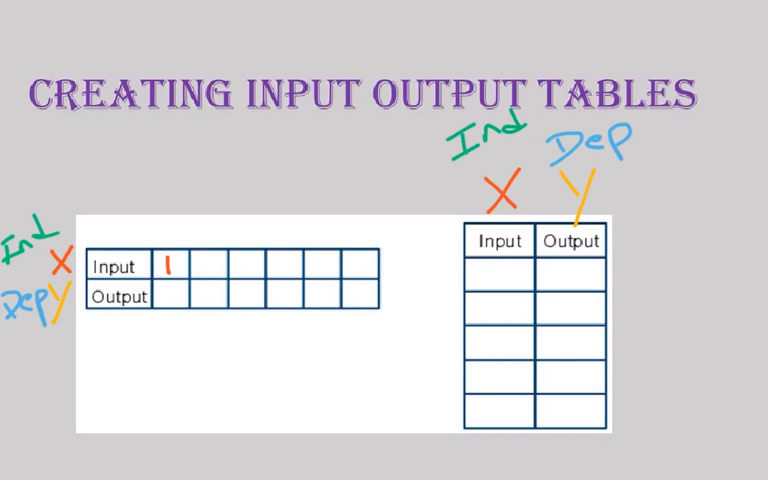 CREATING INPUT OUTPUT TABLES
Ind Dep
X Y
Input Output
Ind X
Input 1
Dep Y
Output